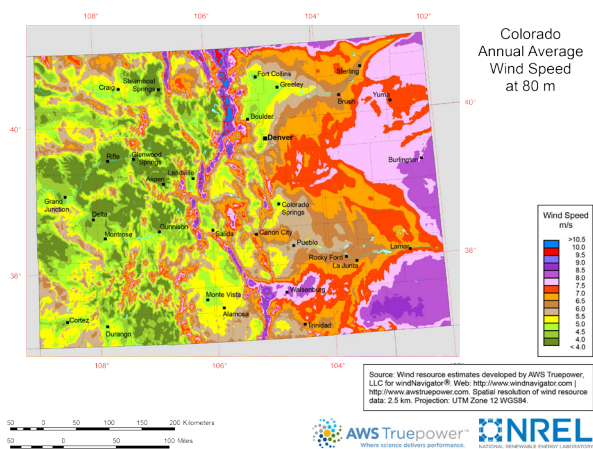 Colorado
Annual Average
Wind Speed
at 80 m
108˚
106˚
104˚
102˚
Sterling
Fort Collins
Steamboat
Springs
Craig
Greeley
Brush
Yuma
40˚
Boulder
40˚
Denver
Rifle
Glenwood
Springs
Burlington
Leadville
Aspen
Grand
Junction
Colorado
Springs
Delta
Gunnison
Salida
Canon City
Montrose
Pueblo
Lamar
38˚
Rocky Ford
La Junta
38˚
Monte Vista
Walsenburg
Alamosa
Cortez
Durango
Trinidad
108˚
106˚
104˚
Wind Speed
m/s
>10.5
10.5
10.0
9.5
9.0
8.5
8.0
7.5
7.0
6.5
6.0
5.5
5.0
4.5
4.0
< 4.0
Source: Wind resource estimates developed by AWS Truepower,
LLC for windNavigator®. Web: http://www.windnavigator.com |
http://www.awstruepower.com. Spatial resolution of wind resource
data: 2.5 km. Projection: UTM Zone 12 WGS84.
50 0 50 100 150 200 Kilometers
50 0 50 100 Miles
AWS Truepower™
Where science delivers performance.
NREL
NATIONAL RENEWABLE ENERGY LABORATORY